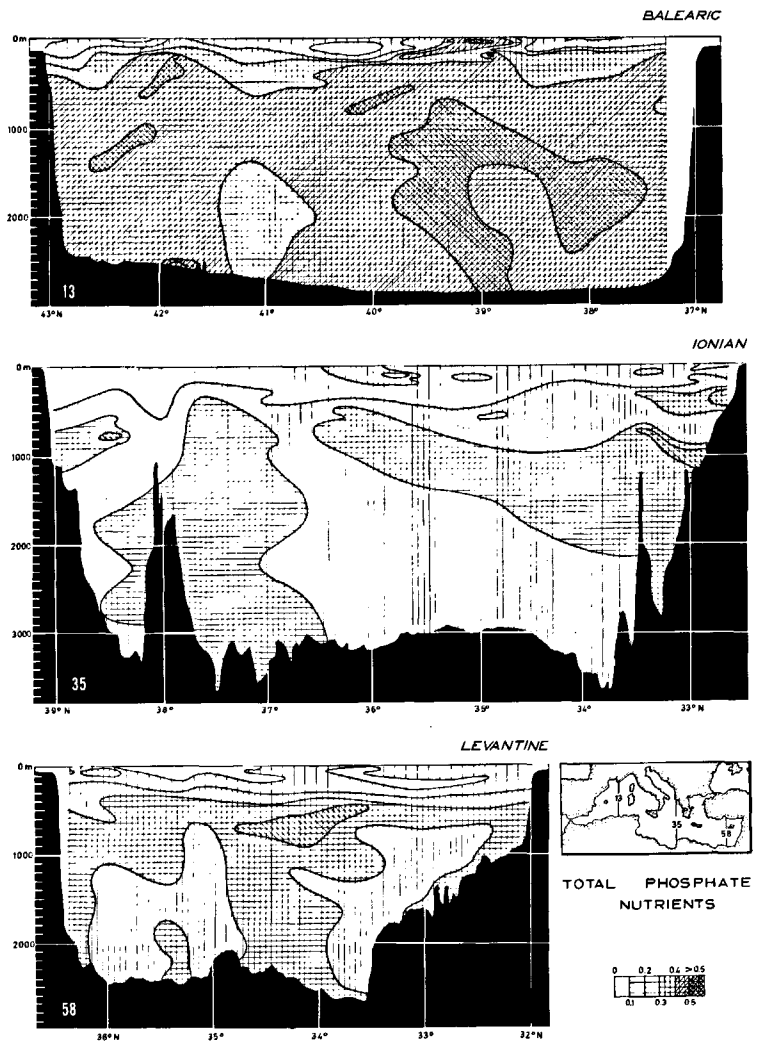 BALEARIC
0m
1000
2000
13
43°N 42° 41° 40° 39° 38° 37°N
IONIAN
0m
1000
2000
3000
35
39°N 38° 37° 36° 35° 34° 33°N
LEVANTINE
0m
1000
2000
58
36°N 35° 34° 33° 32°N
13
35
58
TOTAL PHOSPHATE
NUTRIENTS
0 0.2 0.4 >0.5
0.1 0.3 0.5